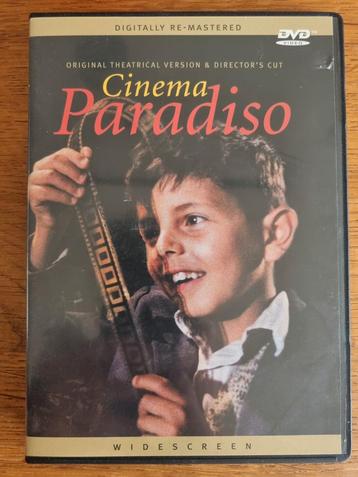 DIGITALLY RE-MASTERED
DVD
VIDEO
ORIGINAL THEATRICAL VERSION & DIRECTOR'S CUT
Cinema
Paradiso
WIDESCREEN